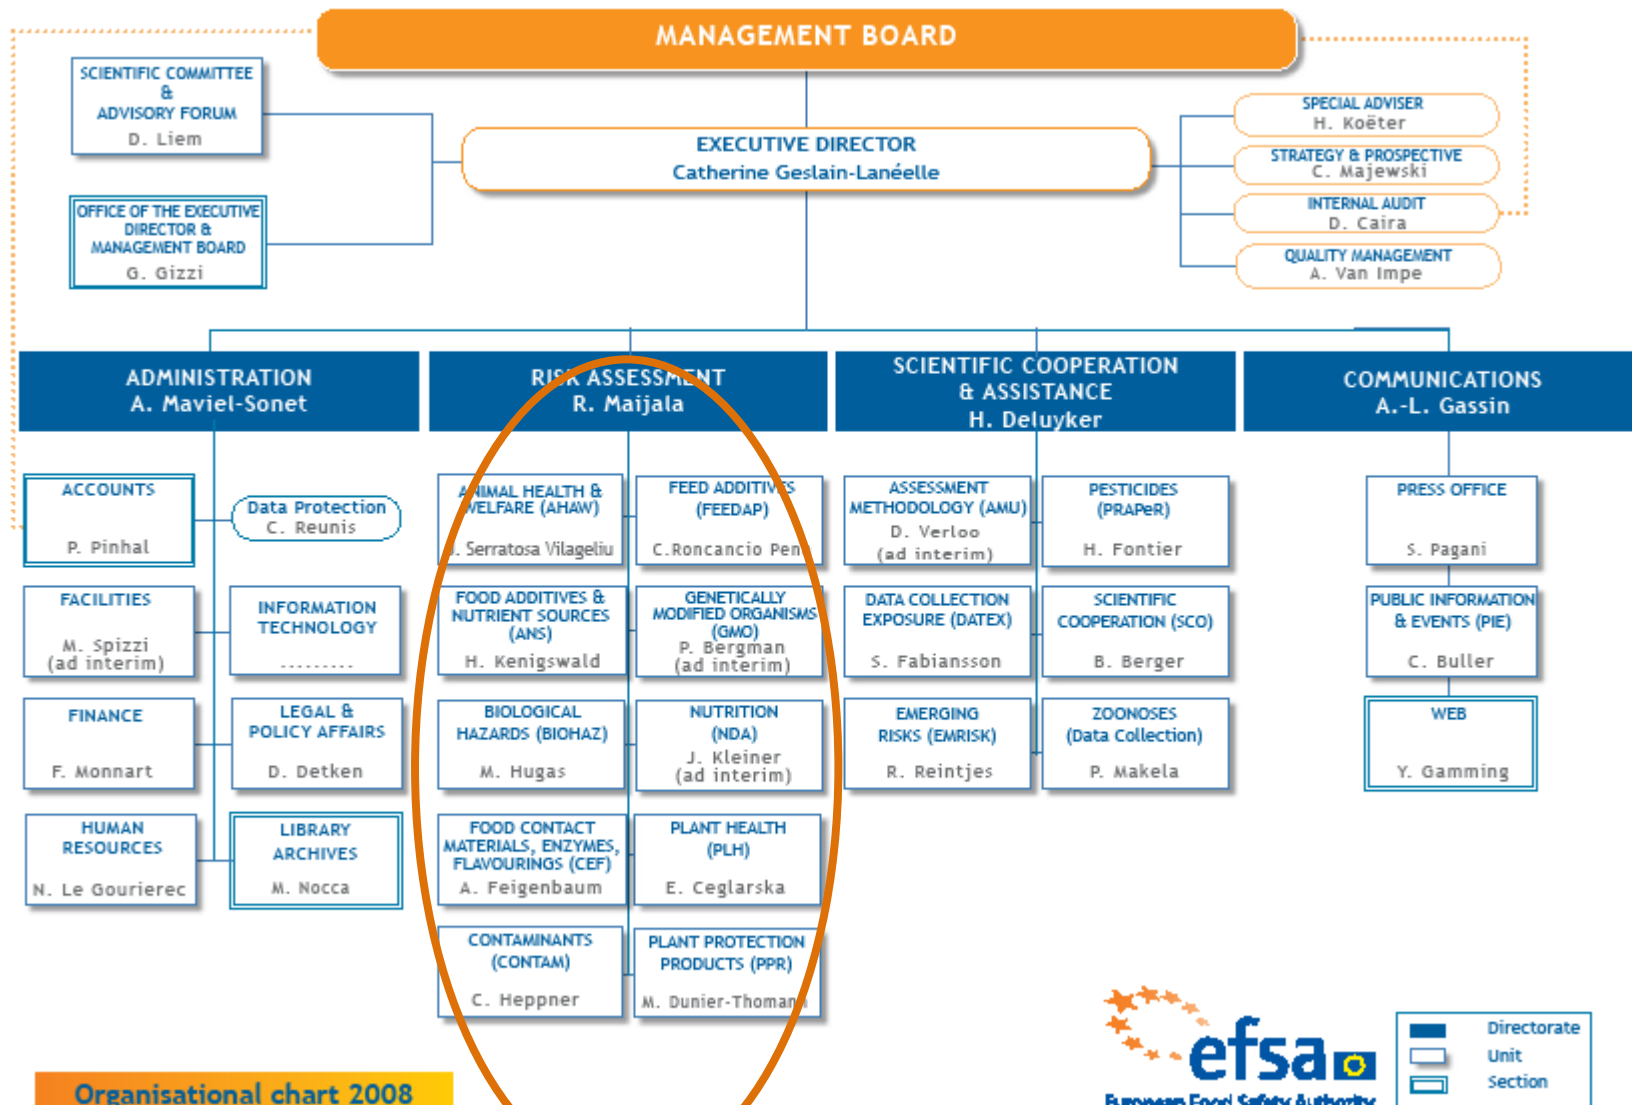 MANAGEMENT BOARD
SCIENTIFIC COMMITTEE
&
ADVISORY FORUM
D. Liem
EXECUTIVE DIRECTOR
Catherine Geslain-Lanéelle
SPECIAL ADVISER
H. Koëter
STRATEGY & PROSPECTIVE
C. Majewski
INTERNAL AUDIT
D. Caira
QUALITY MANAGEMENT
A. Van Impe
OFFICE OF THE EXECUTIVE
DIRECTOR &
MANAGEMENT BOARD
G. Gizzi
ADMINISTRATION
A. Maviel-Sonet
RISK ASSESSMENT
R. Maijala
SCIENTIFIC COOPERATION
& ASSISTANCE
H. Deluyker
COMMUNICATIONS
A.-L. Gassin
ACCOUNTS
P. Pinhal
Data Protection
C. Reunis
FACILITIES
M. Spizzi
(ad interim)
INFORMATION
TECHNOLOGY
.........
FINANCE
F. Monnart
LEGAL &
POLICY AFFAIRS
D. Detken
HUMAN
RESOURCES
N. Le Gourierec
LIBRARY
ARCHIVES
M. Nocca
ANIMAL HEALTH &
WELFARE (AHAW)
J. Serratosa Vilageliu
FEED ADDITIVES
(FEEDAP)
C.Roncancio Pena
FOOD ADDITIVES &
NUTRIENT SOURCES
(ANS)
H. Kenigswald
GENETICALLY
MODIFIED ORGANISMS
(GMO)
P. Bergman
(ad interim)
BIOLOGICAL
HAZARDS (BIOHAZ)
M. Hugas
NUTRITION
(NDA)
J. Kleiner
(ad interim)
FOOD CONTACT
MATERIALS, ENZYMES,
FLAVOURINGS (CEF)
A. Feigenbaum
PLANT HEALTH
(PLH)
E. Ceglarska
CONTAMINANTS
(CONTAM)
C. Heppner
PLANT PROTECTION
PRODUCTS (PPR)
M. Dunier-Thomann
ASSESSMENT
METHODOLOGY (AMU)
D. Verloo
(ad interim)
PESTICIDES
(PRAPeR)
H. Fontier
DATA COLLECTION
EXPOSURE (DATEX)
S. Fabiansson
SCIENTIFIC
COOPERATION (SCO)
B. Berger
EMERGING
RISKS (EMRISK)
R. Reintjes
ZOONOSES
(Data Collection)
P. Makela
PRESS OFFICE
S. Pagani
PUBLIC INFORMATION
& EVENTS (PIE)
C. Buller
WEB
Y. Gamming
Organisational chart 2008
efsa
European Food Safety Authority
Directorate
Unit
Section